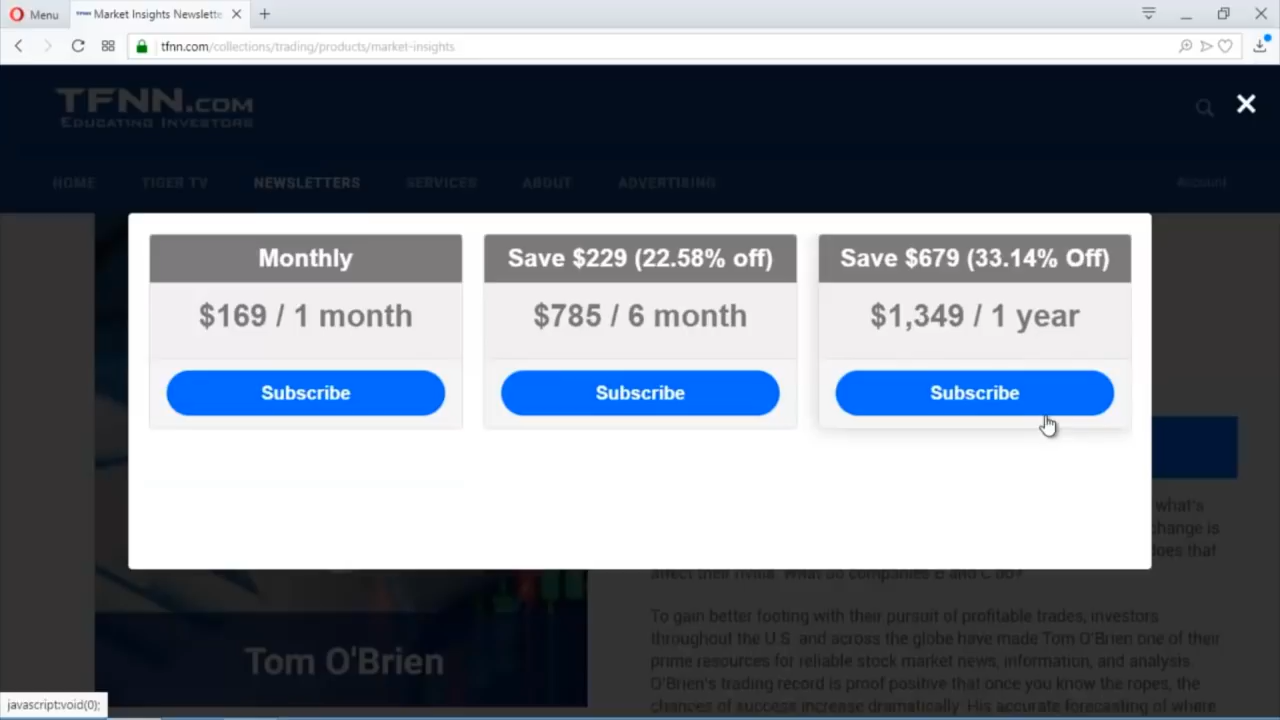 Menu
Market Insights Newslette
tfnn.com/collections/trading/products/market-insights
TFNN.COM
EDUCATING INVESTORS
HOME TIGER TV NEWSLETTERS SERVICES ABOUT ADVERTISING Account
Monthly
$169 / 1 month
Subscribe
Save $229 (22.58% off)
$785 / 6 month
Subscribe
Save $679 (33.14% Off)
$1,349 / 1 year
Subscribe
what's
change is
does that
affect their rivals. What do companies B and C do?
To gain better footing with their pursuit of profitable trades, investors
throughout the U.S. and across the globe have made Tom O'Brien one of their
prime resources for reliable stock market news, information, and analysis.
O'Brien's trading record is proof positive that once you know the ropes, the
chances of success increase dramatically. His accurate forecasting of where
Tom O'Brien
javascript:void(0);